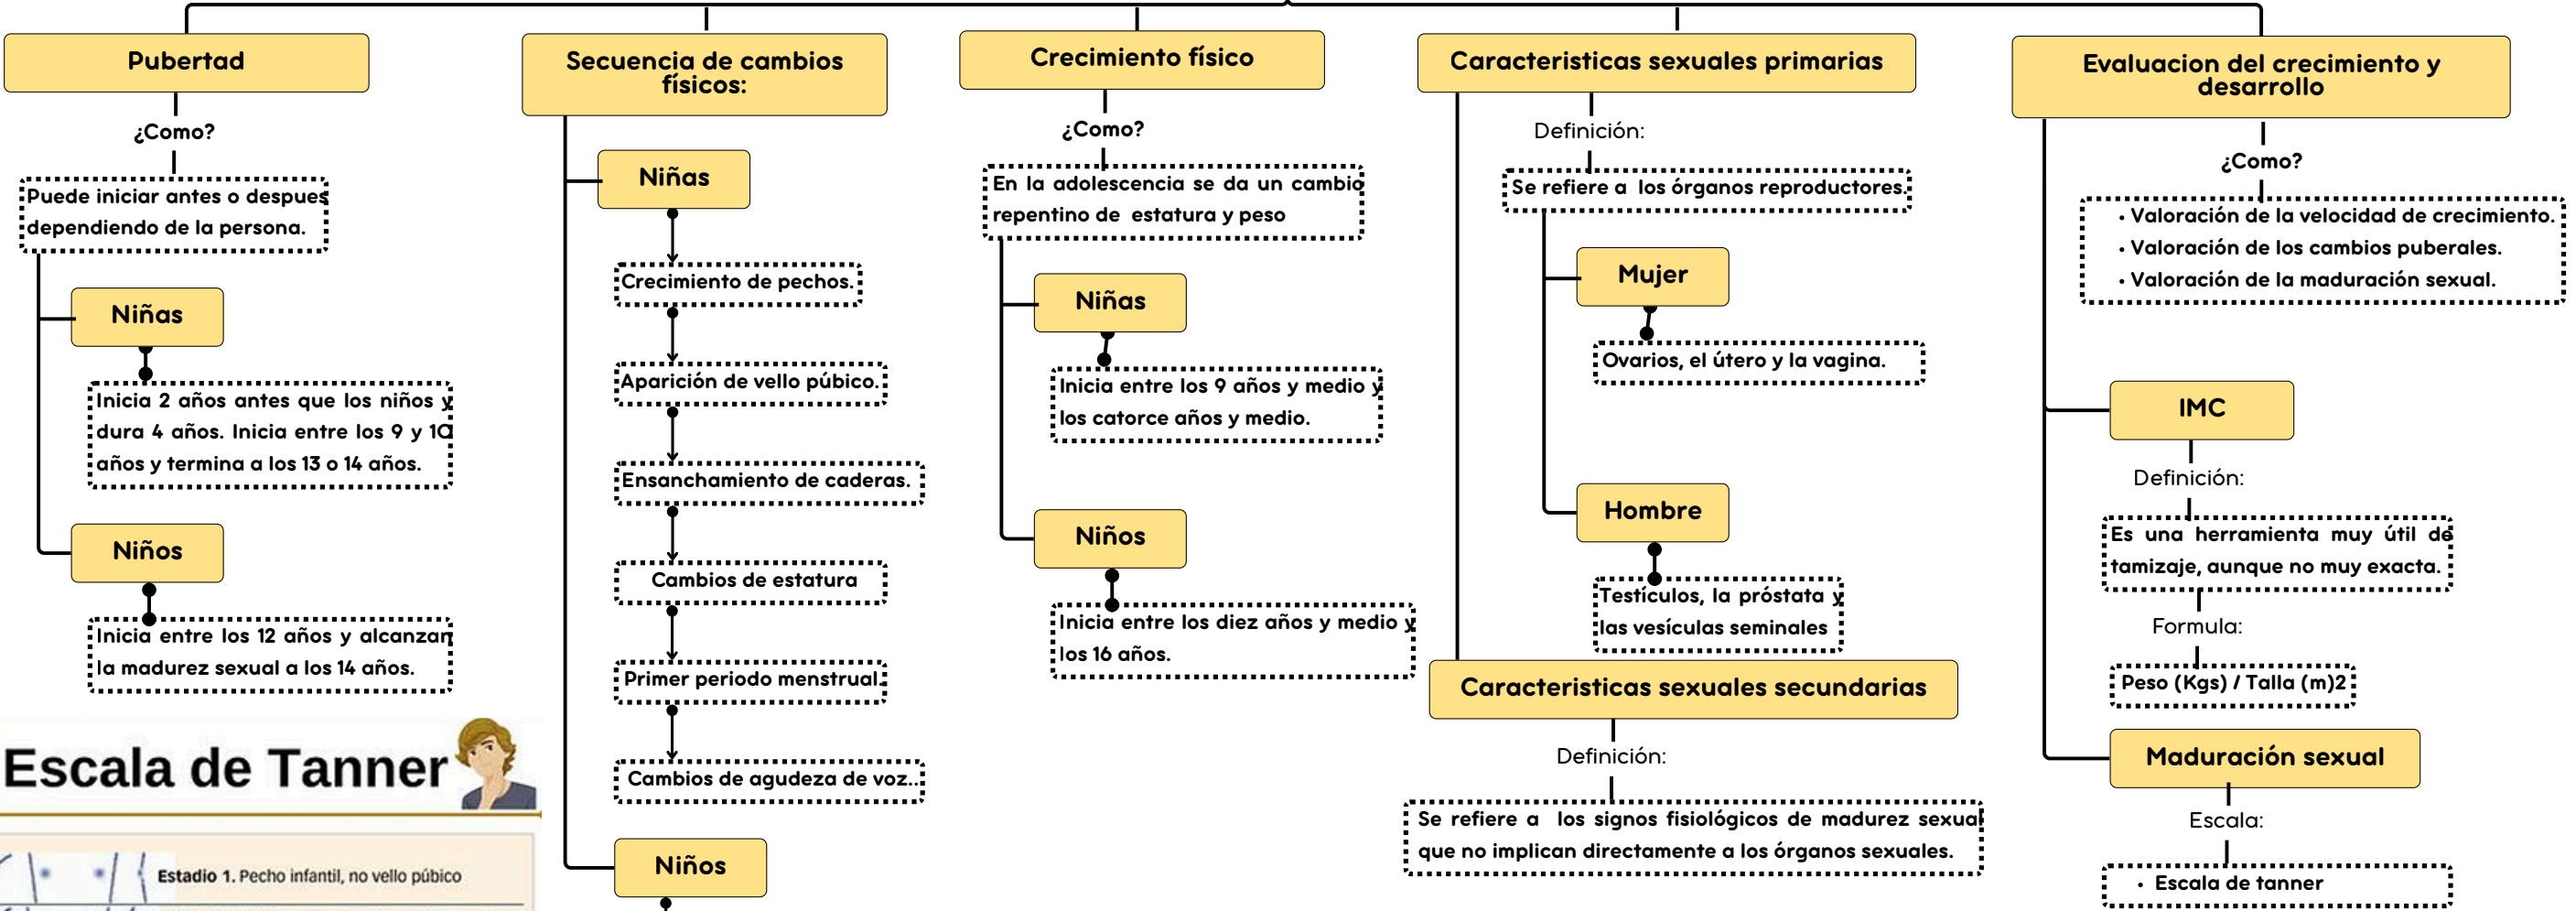 Pubertad
¿Como?
Puede iniciar antes o despues
dependiendo de la persona.
Niñas
Inicia 2 años antes que los niños y
dura 4 años. Inicia entre los 9 y 10
años y termina a los 13 o 14 años.
Niños
Inicia entre los 12 años y alcanzan
la madurez sexual a los 14 años.
Escala de Tanner
Estadio 1. Pecho infantil, no vello púbico
Secuencia de cambios
físicos:
Niñas
Crecimiento de pechos.
Aparición de vello púbico.
Ensanchamiento de caderas.
Cambios de estatura
Primer periodo menstrual.
Cambios de agudeza de voz..
Niños
Crecimiento físico
¿Como?
En la adolescencia se da un cambio
repentino de estatura y peso
Niñas
Inicia entre los 9 años y medio y
los catorce años y medio.
Niños
Inicia entre los diez años y medio y
los 16 años.
Caracteristicas sexuales primarias
Definición:
Se refiere a los órganos reproductores.
Mujer
Ovarios, el útero y la vagina.
Hombre
Testículos, la próstata y
las vesículas seminales
Caracteristicas sexuales secundarias
Definición:
Se refiere a los signos fisiológicos de madurez sexual
que no implican directamente a los órganos sexuales.
Evaluacion del crecimiento y
desarrollo
¿Como?
• Valoración de la velocidad de crecimiento.
• Valoración de los cambios puberales.
• Valoración de la maduración sexual.
IMC
Definición:
Es una herramienta muy útil de
tamizaje, aunque no muy exacta.
Formula:
Peso (Kgs) / Talla (m)2
Maduración sexual
Escala:
• Escala de tanner